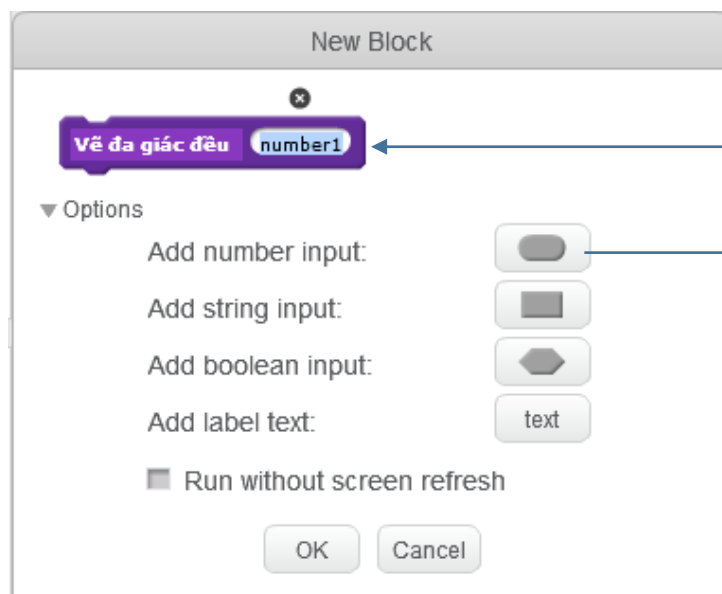 New Block
Vẽ đa giác đều number1
Options
Add number input:
Add string input:
Add boolean input:
Add label text: text
Run without screen refresh
OK Cancel